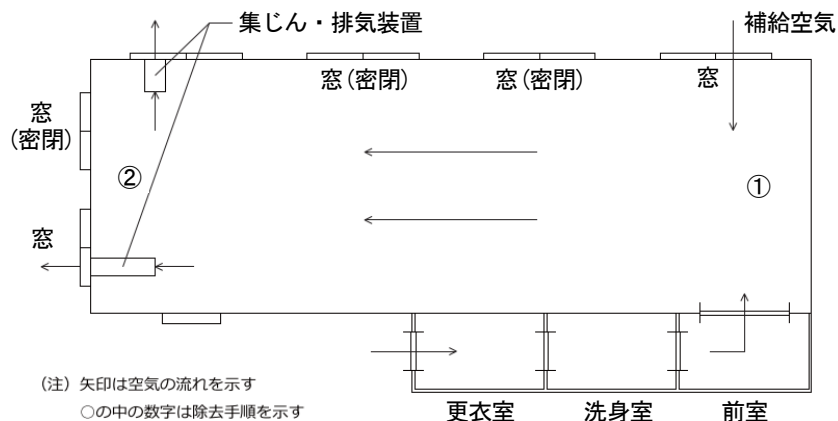 集じん・排気装置
補給空気
窓(密閉)
窓(密閉)
窓
窓
(密閉)
②
①
窓
(注) 矢印は空気の流れを示す
○の中の数字は除去手順を示す
更衣室
洗身室
前室